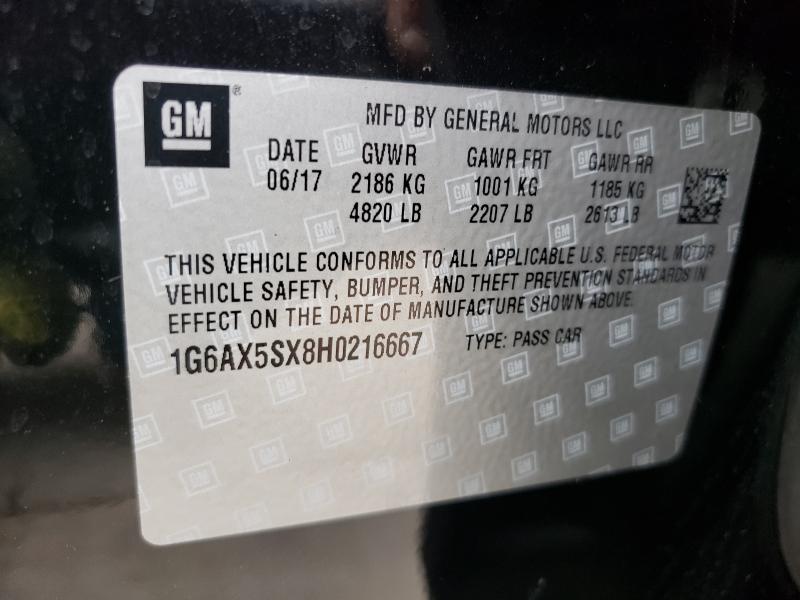 GM®
MFD BY GENERAL MOTORS LLC
DATE GVWR GAWR FRT GAWR RR
06/17 2186 KG 1001 KG 1185 KG
4820 LB 2207 LB 2613 LB
THIS VEHICLE CONFORMS TO ALL APPLICABLE U.S. FEDERAL MOTOR
VEHICLE SAFETY, BUMPER, AND THEFT PREVENTION STANDARDS IN
EFFECT ON THE DATE OF MANUFACTURE SHOWN ABOVE.
1G6AX5SX8H0216667 TYPE: PASS CAR